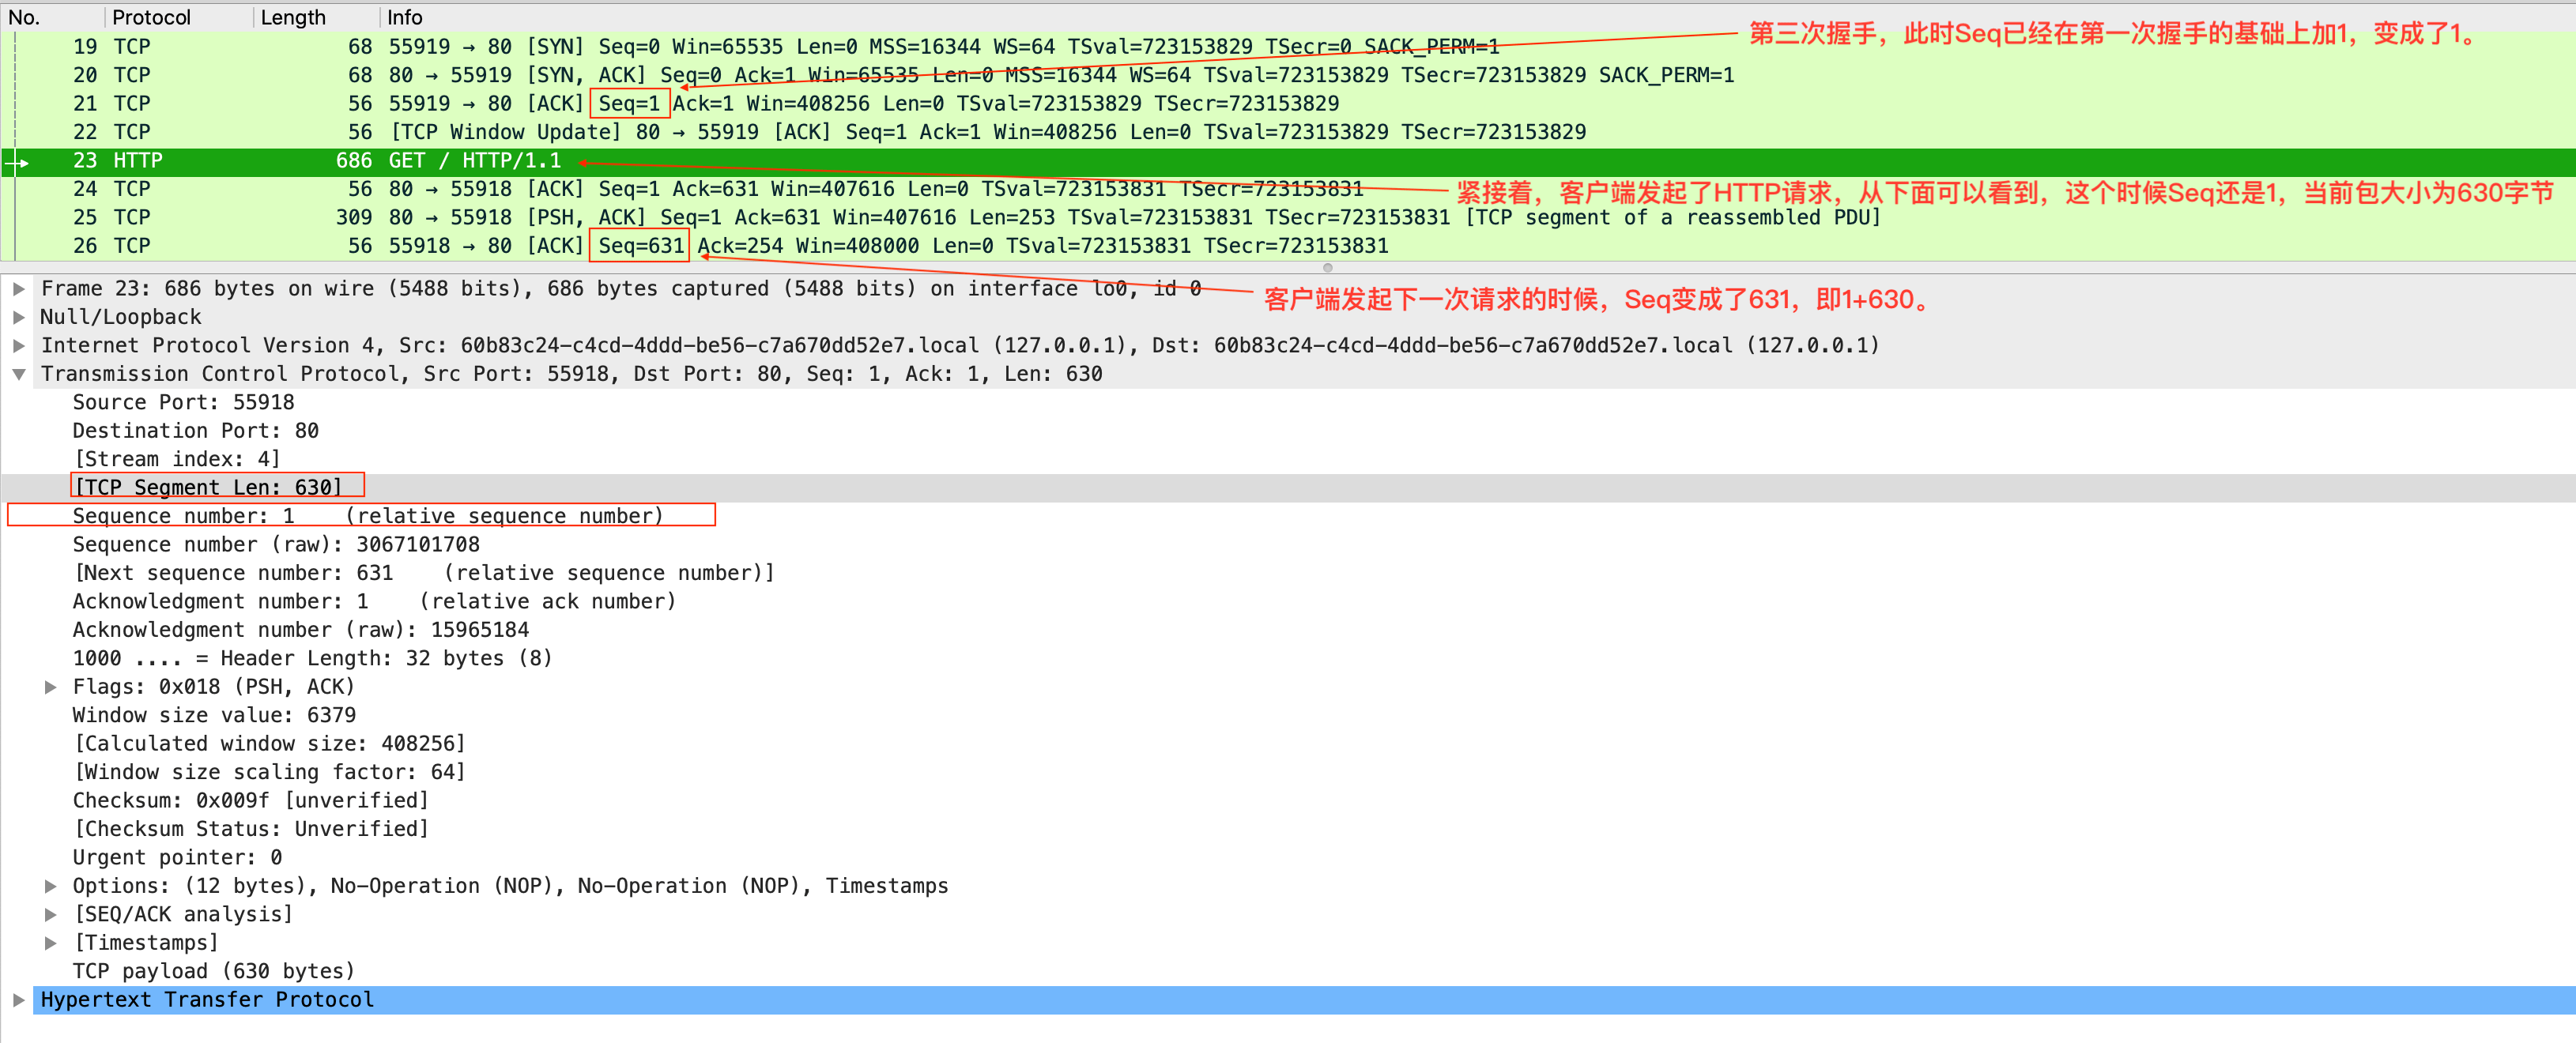 No. Protocol Length Info
19 TCP 68 55919 → 80 [SYN] Seq=0 Win=65535 Len=0 MSS=16344 WS=64 TSval=723153829 TSecr=0 SACK_PERM=1
第三次握手，此时Seq已经在第一次握手的基础上加1，变成了1。
20 TCP 68 80 → 55919 [SYN, ACK] Seq=0 Ack=1 Win=65535 Len=0 MSS=16344 WS=64 TSval=723153829 TSecr=723153829 SACK_PERM=1
21 TCP 56 55919 → 80 [ACK] Seq=1 Ack=1 Win=408256 Len=0 TSval=723153829 TSecr=723153829
22 TCP 56 [TCP Window Update] 80 → 55919 [ACK] Seq=1 Ack=1 Win=408256 Len=0 TSval=723153829 TSecr=723153829
23 HTTP 686 GET / HTTP/1.1
24 TCP 56 80 → 55918 [ACK] Seq=1 Ack=631 Win=407616 Len=0 TSval=723153831 TSecr=723153831
紧接着，客户端发起了HTTP请求，从下面可以看到，这个时候Seq还是1，当前包大小为630字节
25 TCP 309 80 → 55918 [PSH, ACK] Seq=1 Ack=631 Win=407616 Len=253 TSval=723153831 TSecr=723153831 [TCP segment of a reassembled PDU]
26 TCP 56 55918 → 80 [ACK] Seq=631 Ack=254 Win=408000 Len=0 TSval=723153831 TSecr=723153831
Frame 23: 686 bytes on wire (5488 bits), 686 bytes captured (5488 bits) on interface lo0, id 0
客户端发起下一次请求的时候，Seq变成了631，即1+630。
Null/Loopback
Internet Protocol Version 4, Src: 60b83c24-c4cd-4ddd-be56-c7a670dd52e7.local (127.0.0.1), Dst: 60b83c24-c4cd-4ddd-be56-c7a670dd52e7.local (127.0.0.1)
Transmission Control Protocol, Src Port: 55918, Dst Port: 80, Seq: 1, Ack: 1, Len: 630
Source Port: 55918
Destination Port: 80
[Stream index: 4]
[TCP Segment Len: 630]
Sequence number: 1 (relative sequence number)
Sequence number (raw): 3067101708
[Next sequence number: 631 (relative sequence number)]
Acknowledgment number: 1 (relative ack number)
Acknowledgment number (raw): 15965184
1000 .... = Header Length: 32 bytes (8)
Flags: 0x018 (PSH, ACK)
Window size value: 6379
[Calculated window size: 408256]
[Window size scaling factor: 64]
Checksum: 0x009f [unverified]
[Checksum Status: Unverified]
Urgent pointer: 0
Options: (12 bytes), No-Operation (NOP), No-Operation (NOP), Timestamps
[SEQ/ACK analysis]
[Timestamps]
TCP payload (630 bytes)
Hypertext Transfer Protocol